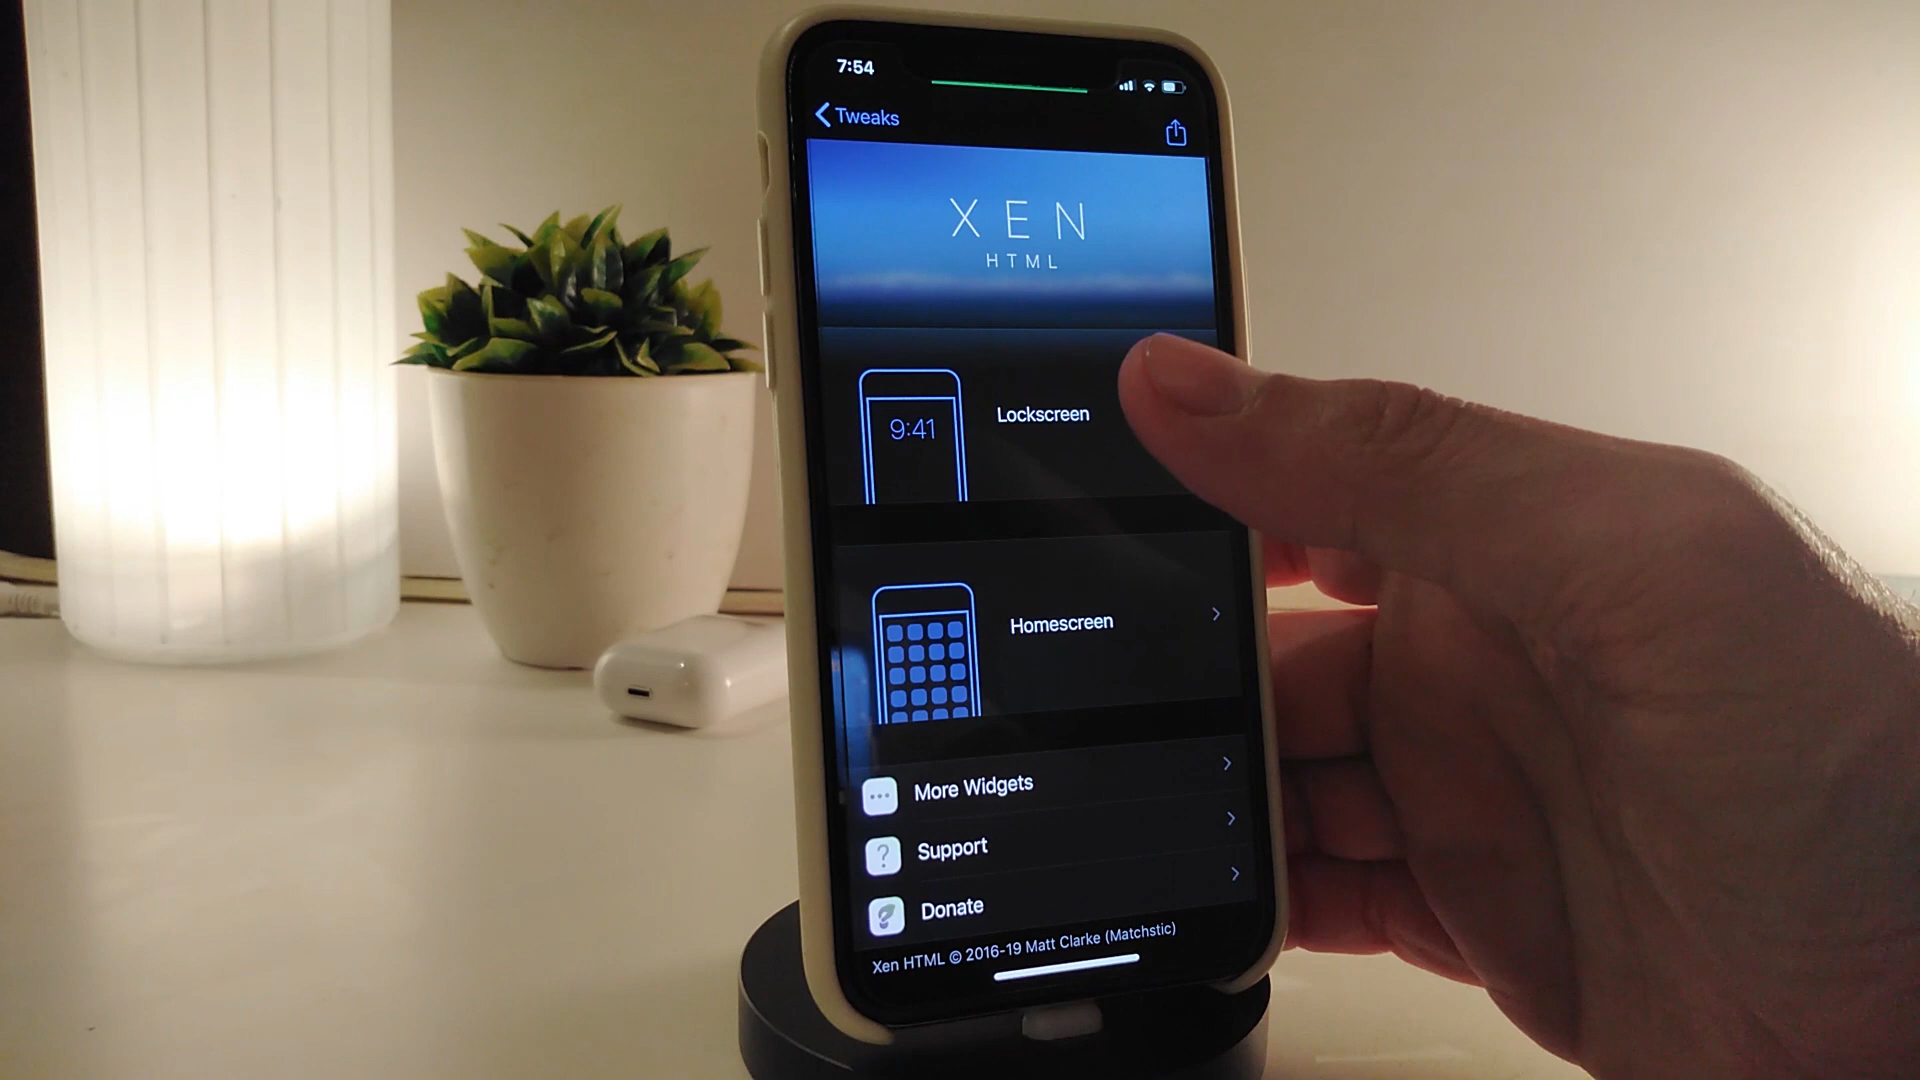 7:54
Tweaks
XEN
HTML
9:41
Lockscreen
Homescreen
More Widgets
Support
Donate
Xen HTML © 2016-19 Matt Clarke (Matchstic)